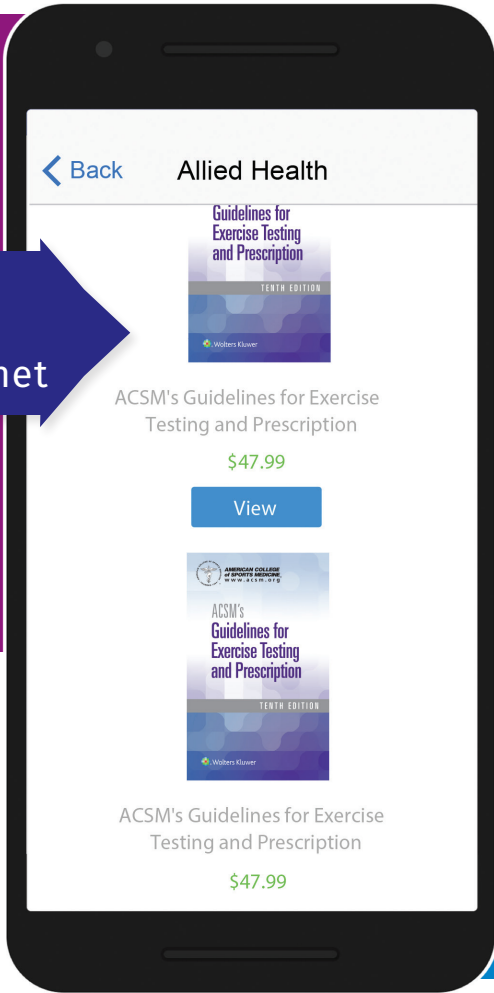 Back
Allied Health
Guidelines for
Exercise Testing
and Prescription
TENTH EDITION
Wolters Kluwer
net
ACSM's Guidelines for Exercise
Testing and Prescription
$47.99
View
AMERICAN COLLEGE
of SPORTS MEDICINE
www.acsm.org
ACSM's
Guidelines for
Exercise Testing
and Prescription
TENTH EDITION
Wolters Kluwer
ACSM's Guidelines for Exercise
Testing and Prescription
$47.99